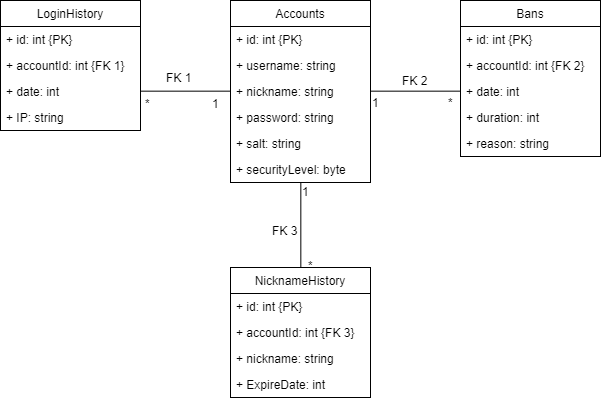 LoginHistory
+ id: int {PK}
+ accountId: int {FK 1}
+ date: int
+ IP: string
FK 1
*
1
Accounts
+ id: int {PK}
+ username: string
+ nickname: string
+ password: string
+ salt: string
+ securityLevel: byte
FK 2
1
*
Bans
+ id: int {PK}
+ accountId: int {FK 2}
+ date: int
+ duration: int
+ reason: string
1
FK 3
*
NicknameHistory
+ id: int {PK}
+ accountId: int {FK 3}
+ nickname: string
+ ExpireDate: int